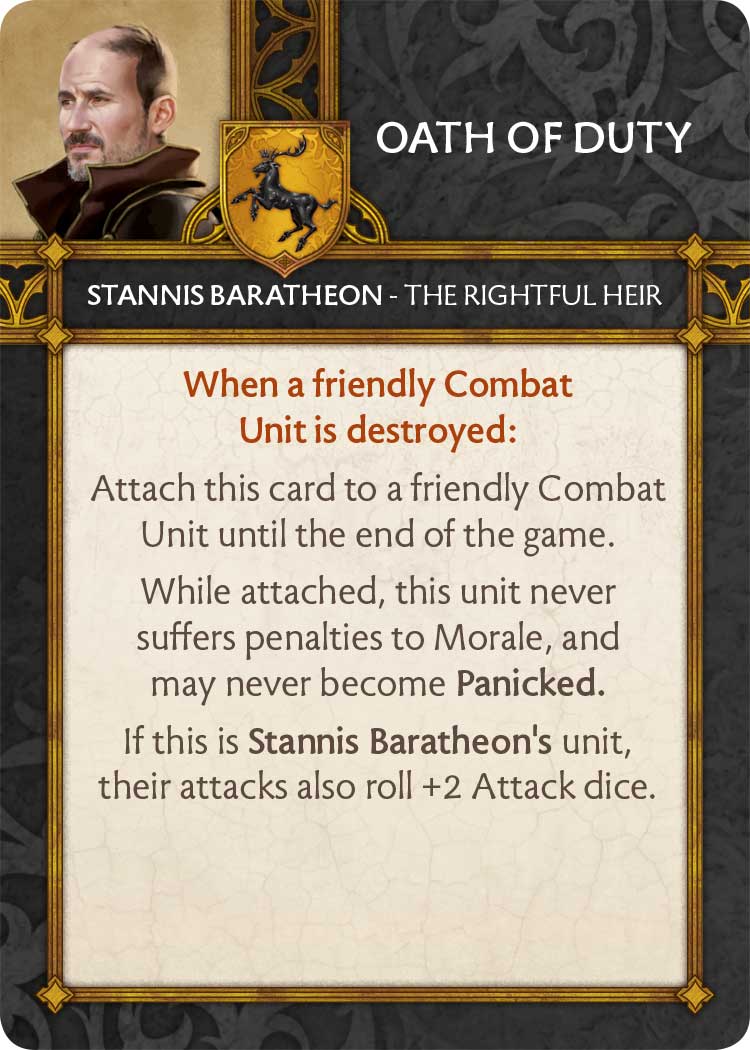 OATH OF DUTY
STANNIS BARATHEON - THE RIGHTFUL HEIR
When a friendly Combat
Unit is destroyed:
Attach this card to a friendly Combat
Unit until the end of the game.
While attached, this unit never
suffers penalties to Morale, and
may never become Panicked.
If this is Stannis Baratheon's unit,
their attacks also roll +2 Attack dice.